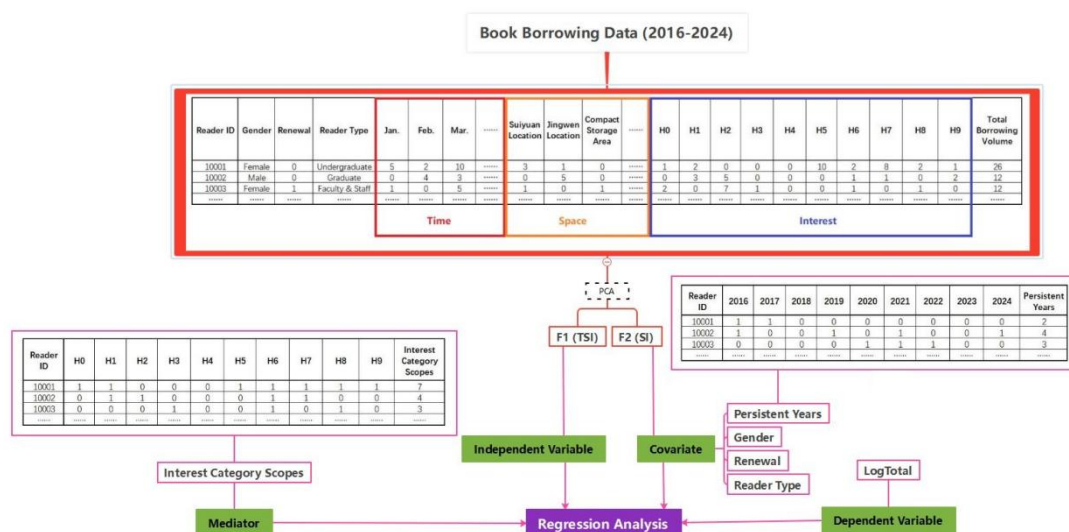 Book Borrowing Data (2016-2024)
Reader ID Gender Renewal Reader Type Jan. Feb. Mar. ...... Suiyuan Location Jingwen Location Compact Storage Area ...... H0 H1 H2 H3 H4 H5 H6 H7 H8 H9 Total Borrowing Volume
10001 Female 0 Undergraduate 5 2 10 ...... 3 1 0 ...... 1 2 0 0 0 10 2 8 2 1 26
10002 Male 0 Graduate 0 4 3 ...... 0 5 0 ...... 0 3 5 0 0 0 1 1 0 2 12
10003 Female 1 Faculty & Staff 1 0 5 ...... 1 0 1 ...... 2 0 7 1 0 0 1 0 1 0 12
...... ...... ...... ...... ...... ...... ...... ...... ...... ...... ...... ...... ...... ...... ...... ...... ...... ...... ...... ...... ...... ...... ......
Time Space Interest
PCA
F1 (TSI) F2 (SI)
Reader ID 2016 2017 2018 2019 2020 2021 2022 2023 2024 Persistent Years
10001 1 1 0 0 0 0 0 0 0 2
10002 1 0 0 1 0 1 0 0 1 4
10003 0 0 0 0 1 1 1 0 0 3
...... ...... ...... ...... ...... ...... ...... ...... ...... ...... ......
Reader ID H0 H1 H2 H3 H4 H5 H6 H7 H8 H9 Interest Category Scopes
10001 1 1 0 0 0 1 1 1 1 1 7
10002 0 1 1 0 0 0 1 1 0 0 4
10003 0 0 0 1 0 0 1 0 1 0 3
...... ...... ...... ...... ...... ...... ...... ...... ...... ...... ...... ......
Persistent Years
Gender
Renewal
Reader Type
Independent Variable
Covariate
Interest Category Scopes
LogTotal
Mediator
Regression Analysis
Dependent Variable